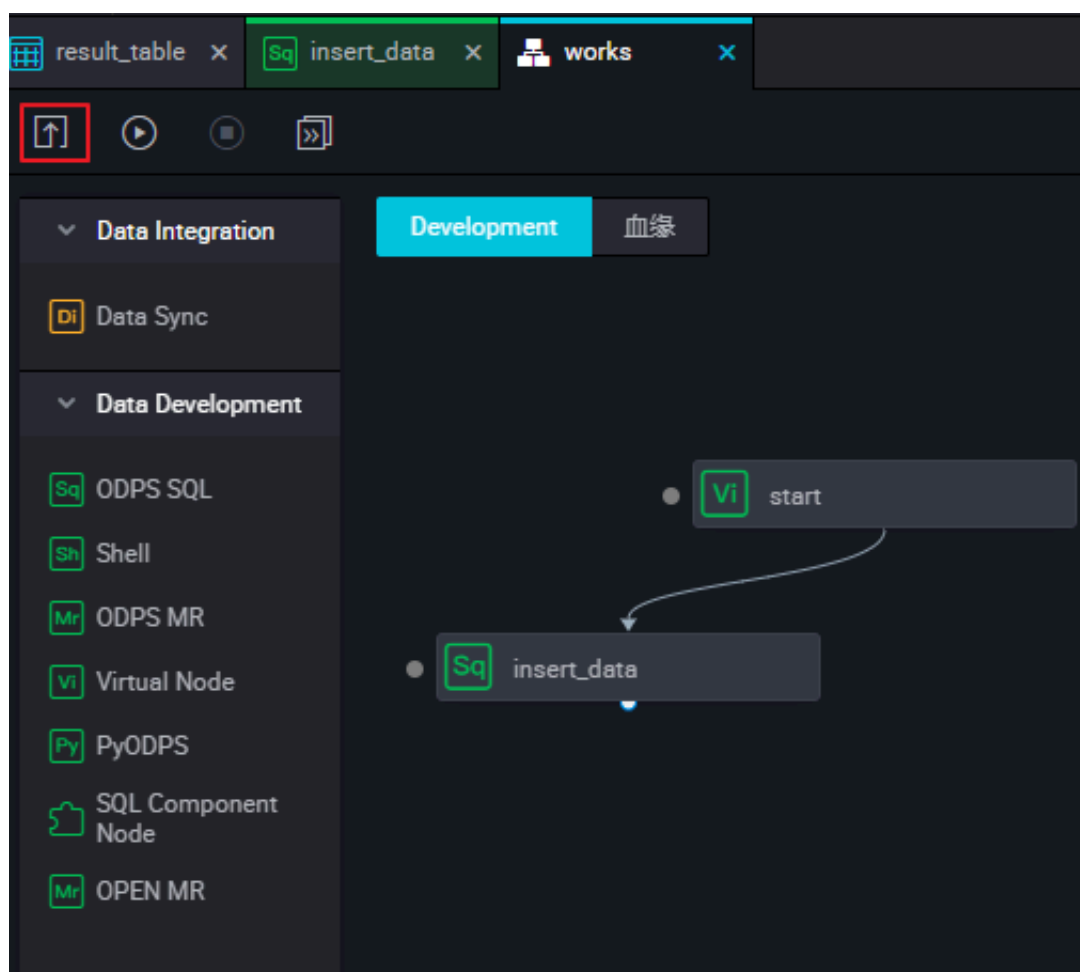 result_table
Sq insert_data
works
Data Integration
Development
血缘
Di Data Sync
Data Development
Sq ODPS SQL
Sh Shell
Mr ODPS MR
Vi Virtual Node
Py PyODPS
SQL Component
Node
Mr OPEN MR
Vi start
Sq insert_data